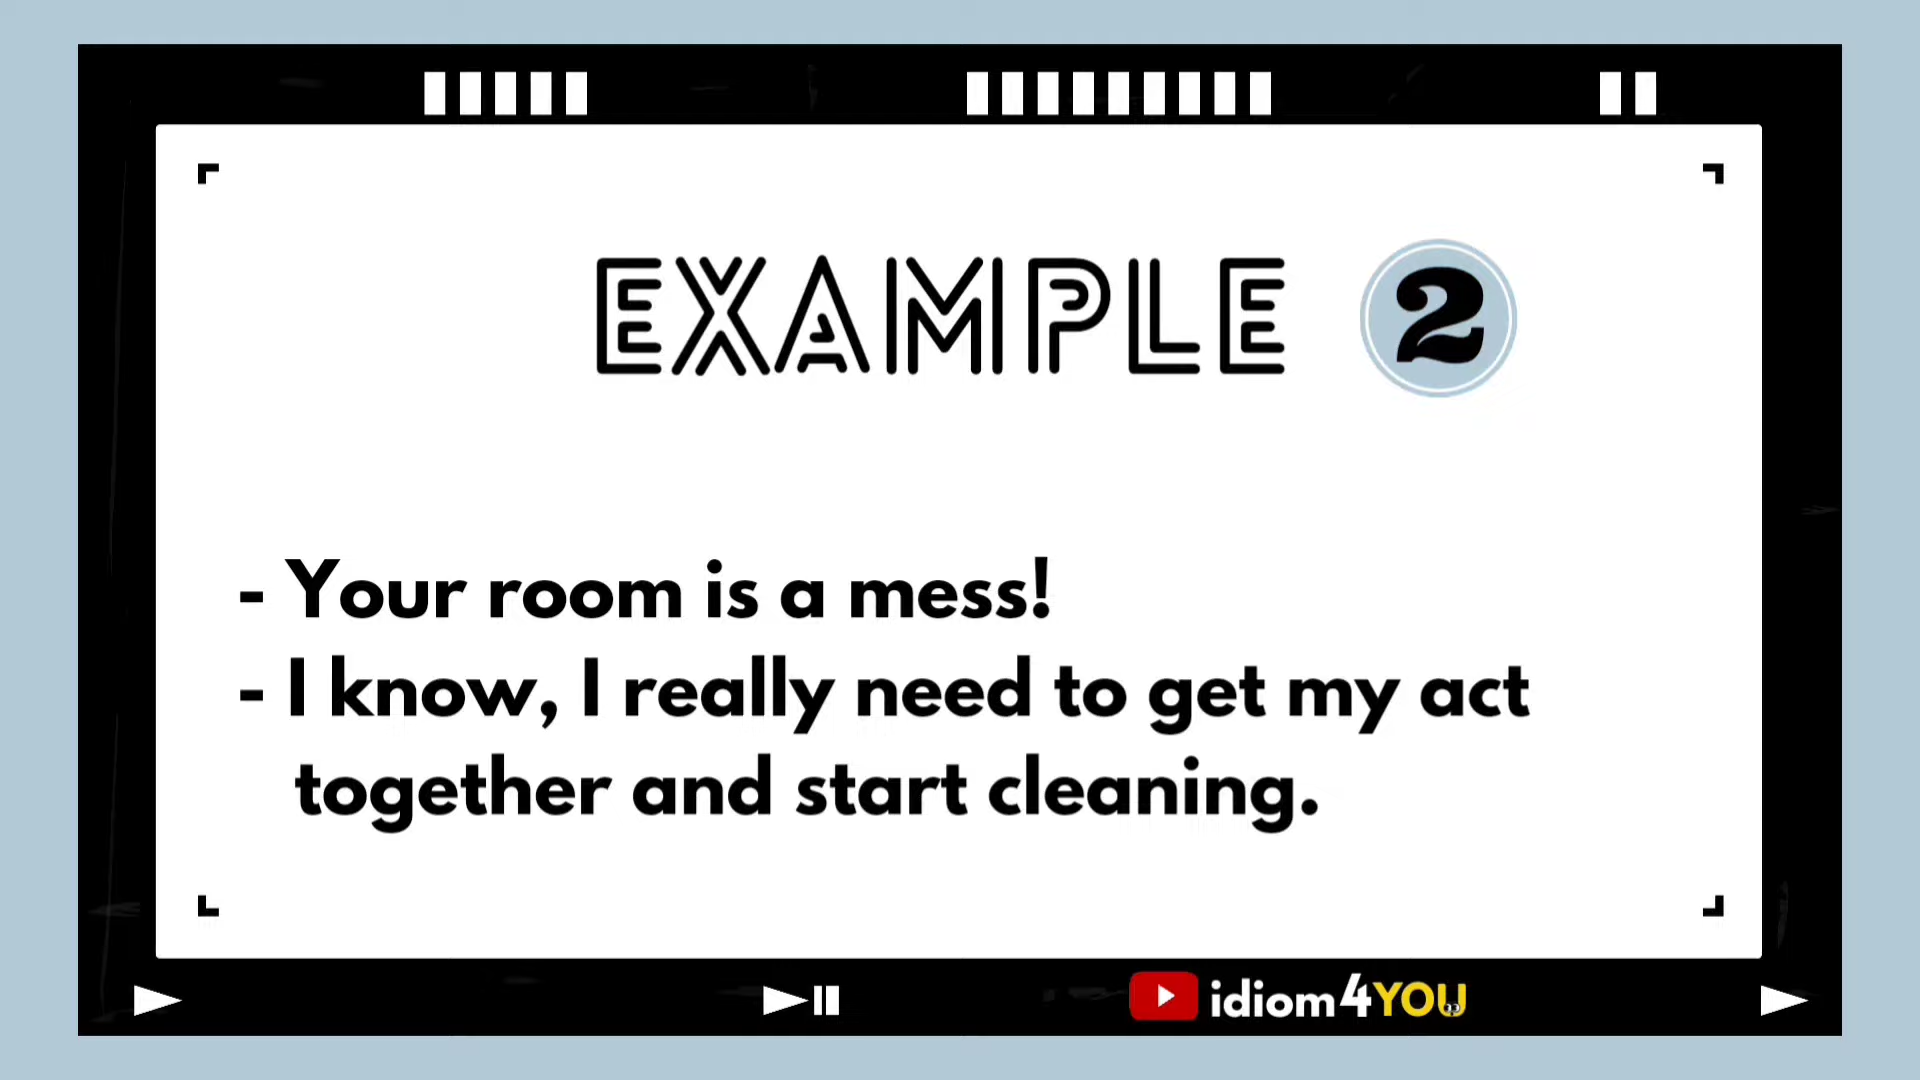 EXAMPLE 2
- Your room is a mess!
- I know, I really need to get my act
together and start cleaning.
idiom4YOU